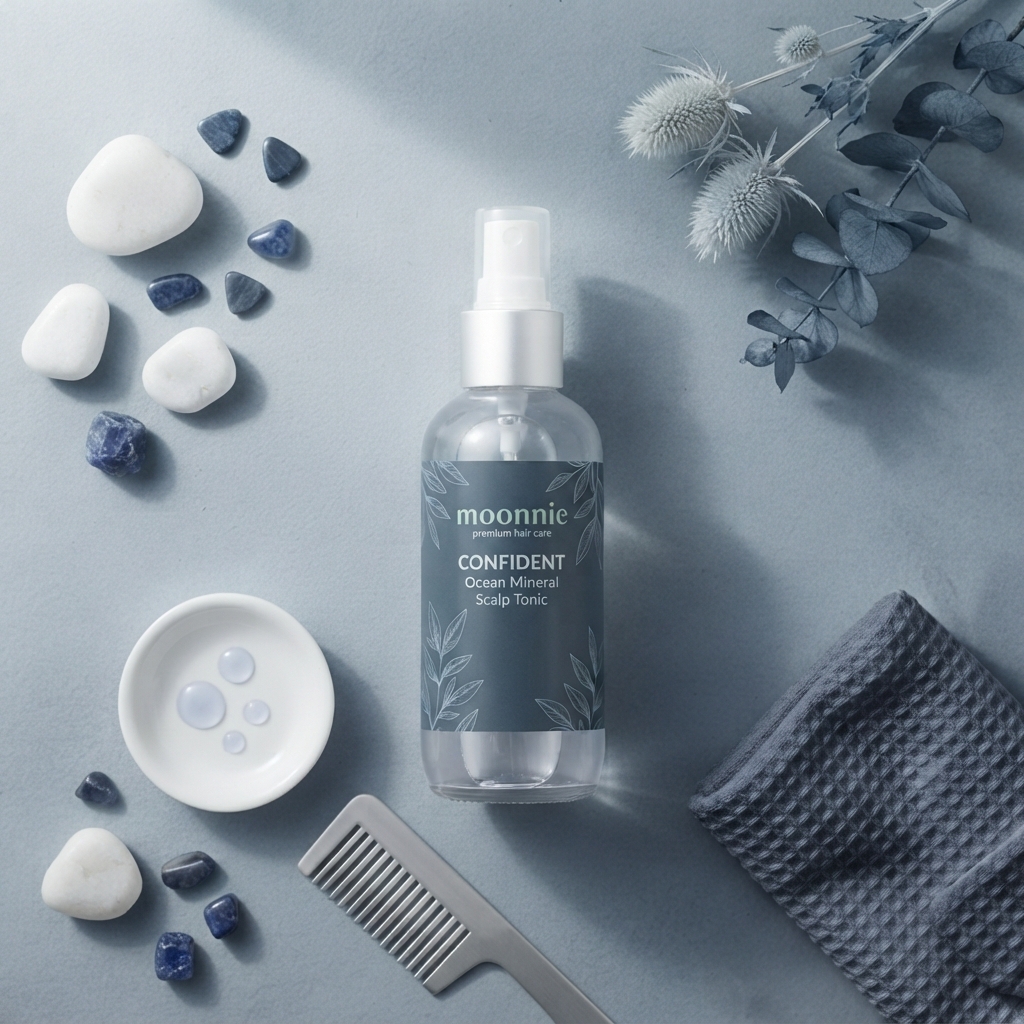 moonnie
premium hair care
CONFIDENT
Ocean Mineral
Scalp Tonic